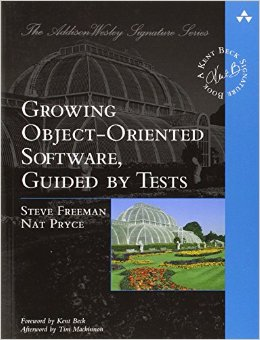 The Addison Wesley Signature Series
A KENT BECK SIGNATURE BOOK
GROWING
OBJECT-ORIENTED
SOFTWARE,
GUIDED BY TESTS
STEVE FREEMAN
NAT PRYCE
Foreword by Kent Beck
Afterword by Tim Mackinnon